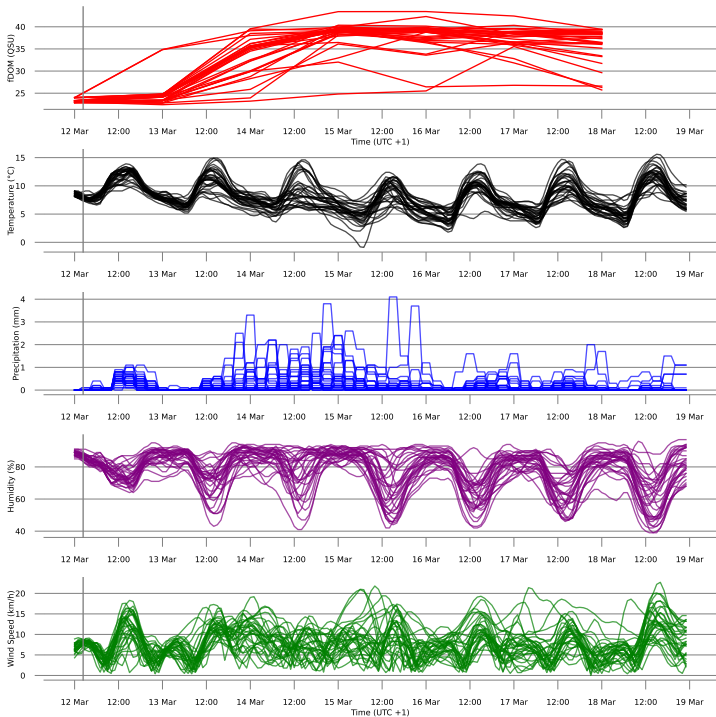 40
35
30
25
fDOM (QSU)
12 Mar 12:00 13 Mar 12:00 14 Mar 12:00 15 Mar 12:00 16 Mar 12:00 17 Mar 12:00 18 Mar 12:00 19 Mar
Time (UTC +1)
15
10
5
0
Temperature (°C)
12 Mar 12:00 13 Mar 12:00 14 Mar 12:00 15 Mar 12:00 16 Mar 12:00 17 Mar 12:00 18 Mar 12:00 19 Mar
4
3
2
1
0
Precipitation (mm)
12 Mar 12:00 13 Mar 12:00 14 Mar 12:00 15 Mar 12:00 16 Mar 12:00 17 Mar 12:00 18 Mar 12:00 19 Mar
80
60
40
Humidity (%)
12 Mar 12:00 13 Mar 12:00 14 Mar 12:00 15 Mar 12:00 16 Mar 12:00 17 Mar 12:00 18 Mar 12:00 19 Mar
20
15
10
5
0
Wind Speed (km/h)
12 Mar 12:00 13 Mar 12:00 14 Mar 12:00 15 Mar 12:00 16 Mar 12:00 17 Mar 12:00 18 Mar 12:00 19 Mar
Time (UTC +1)